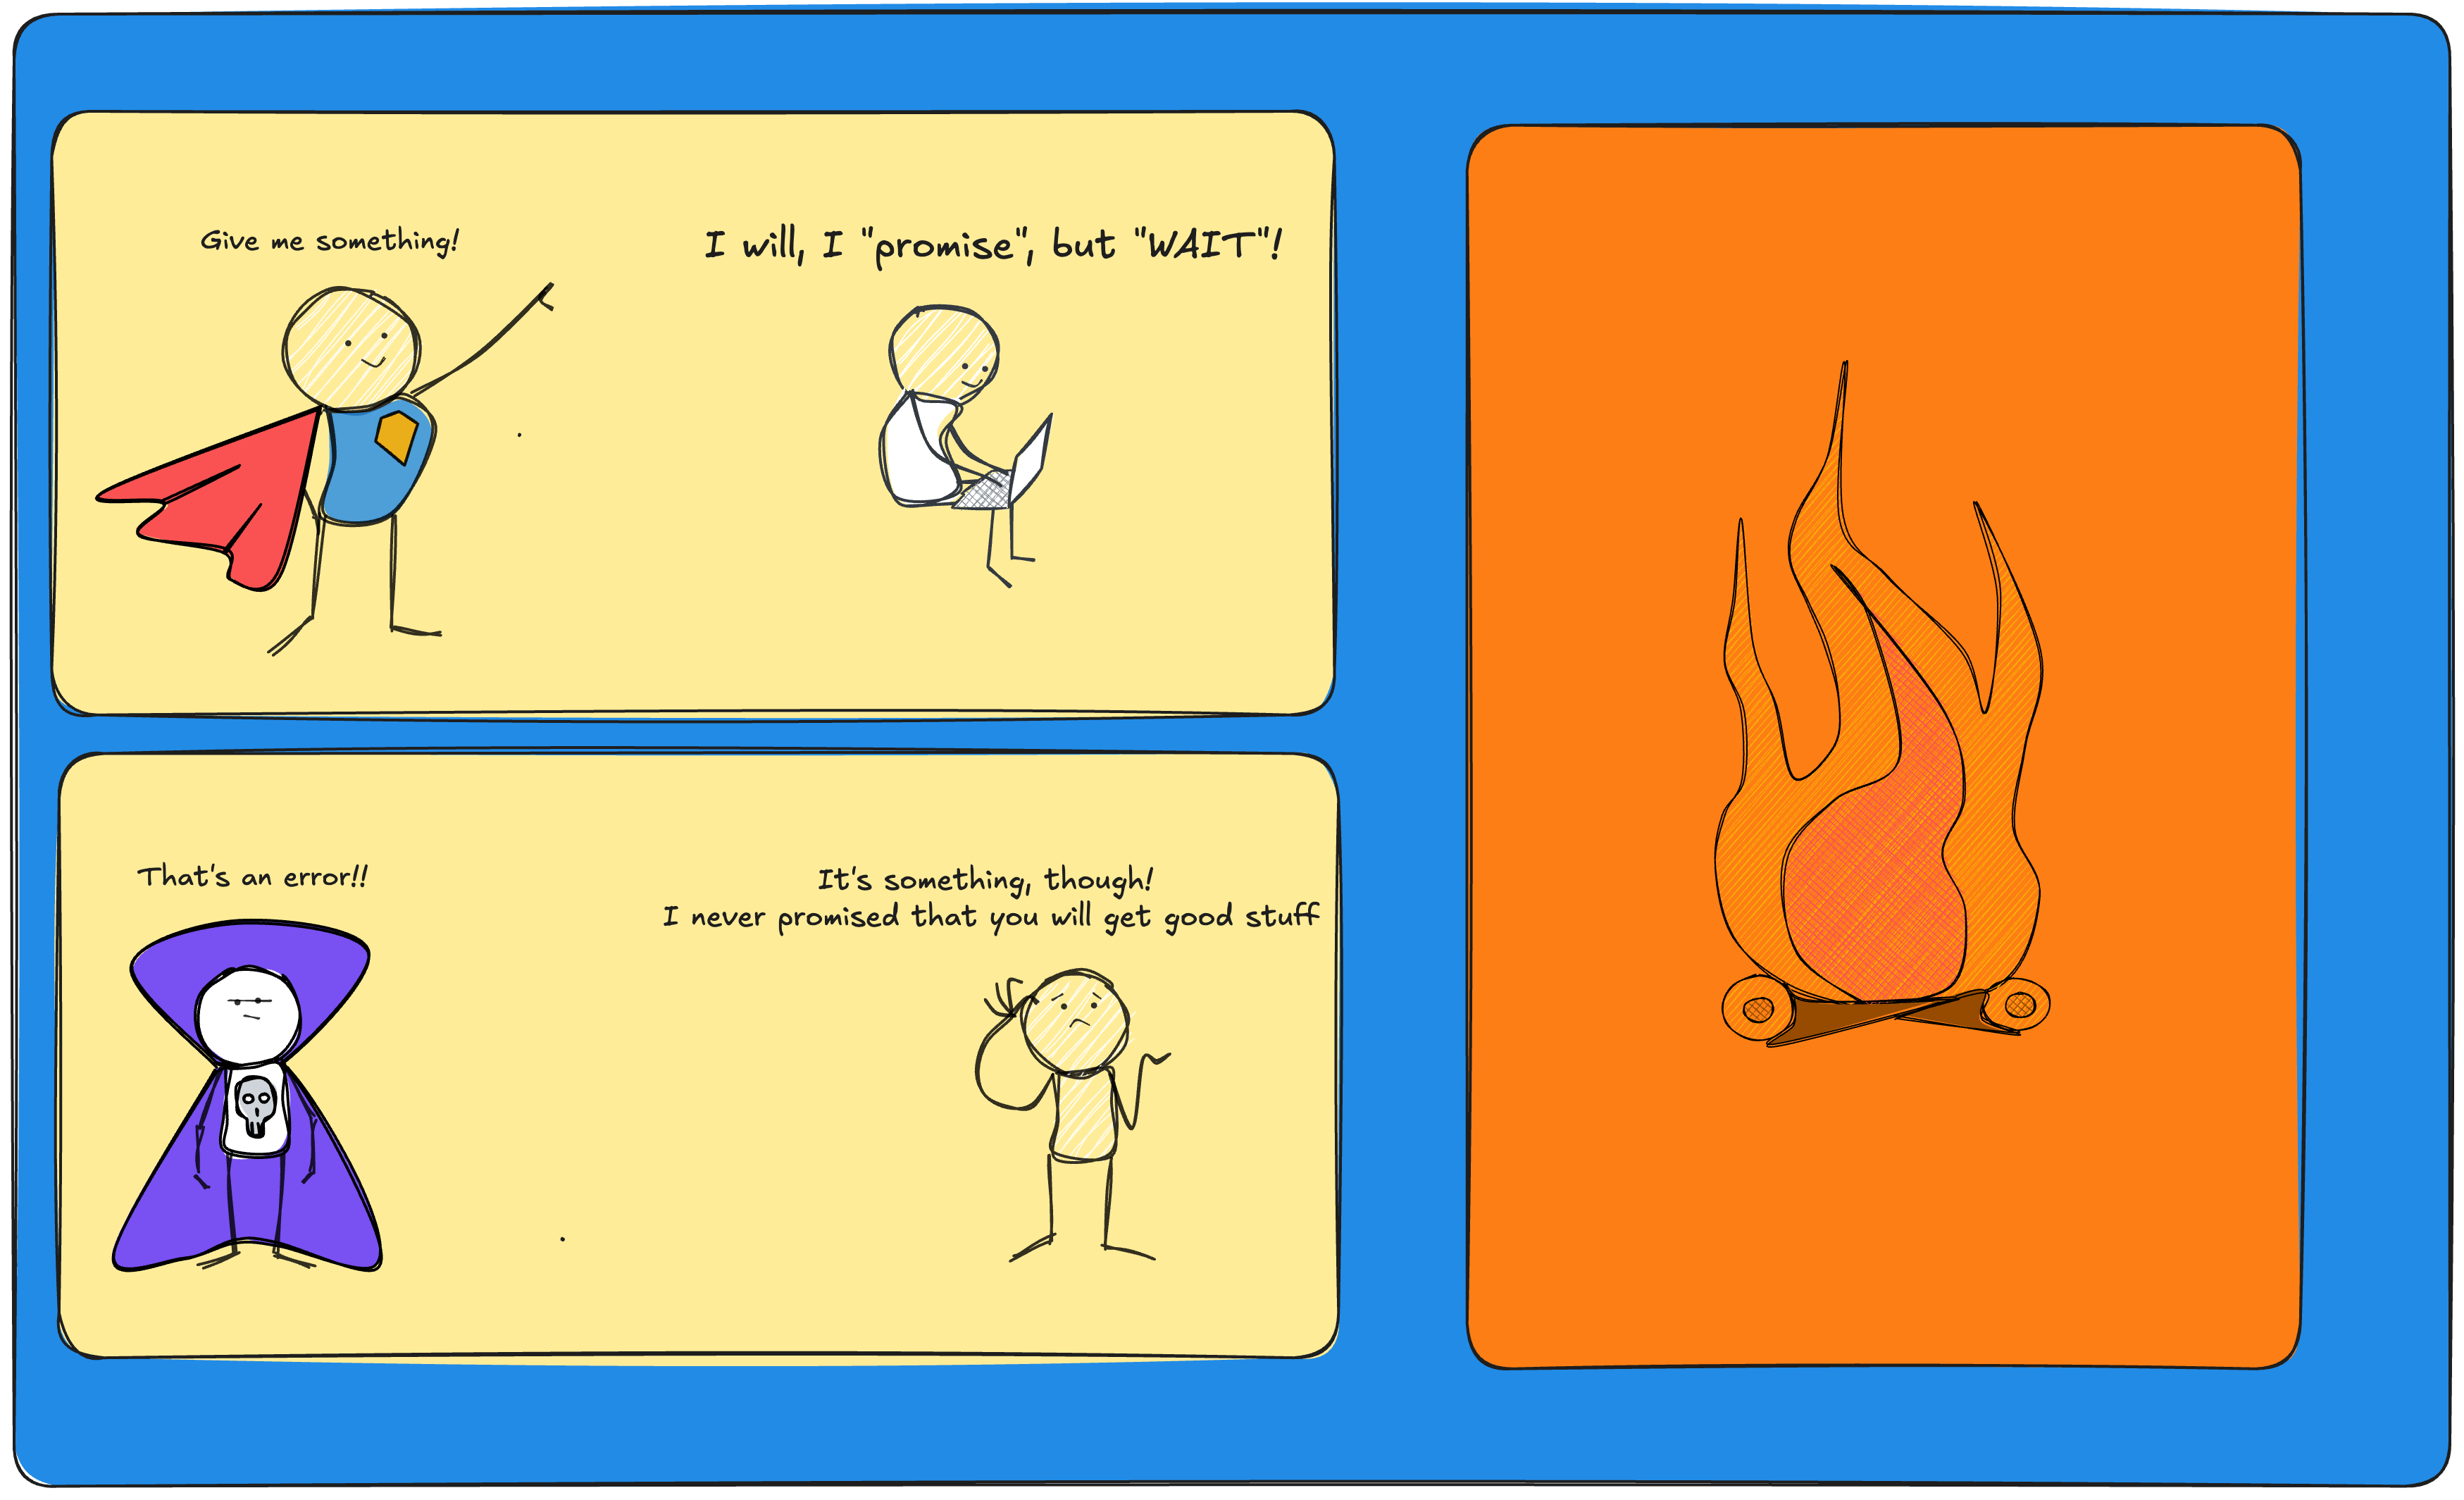 Give me something!
I will, I "promise", but "WAIT"!
That's an error!!
It's something, though!
I never promised that you will get good stuff